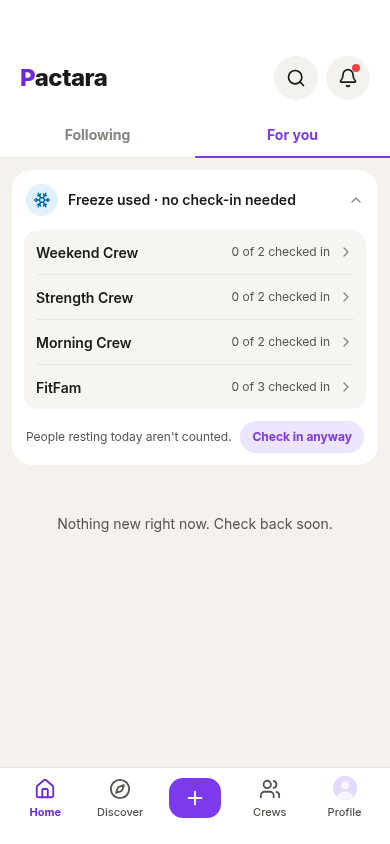 Pactara
Following
For you
Freeze used · no check-in needed
Weekend Crew
0 of 2 checked in
Strength Crew
0 of 2 checked in
Morning Crew
0 of 2 checked in
FitFam
0 of 3 checked in
People resting today aren't counted.
Check in anyway
Nothing new right now. Check back soon.
Home
Discover
Crews
Profile